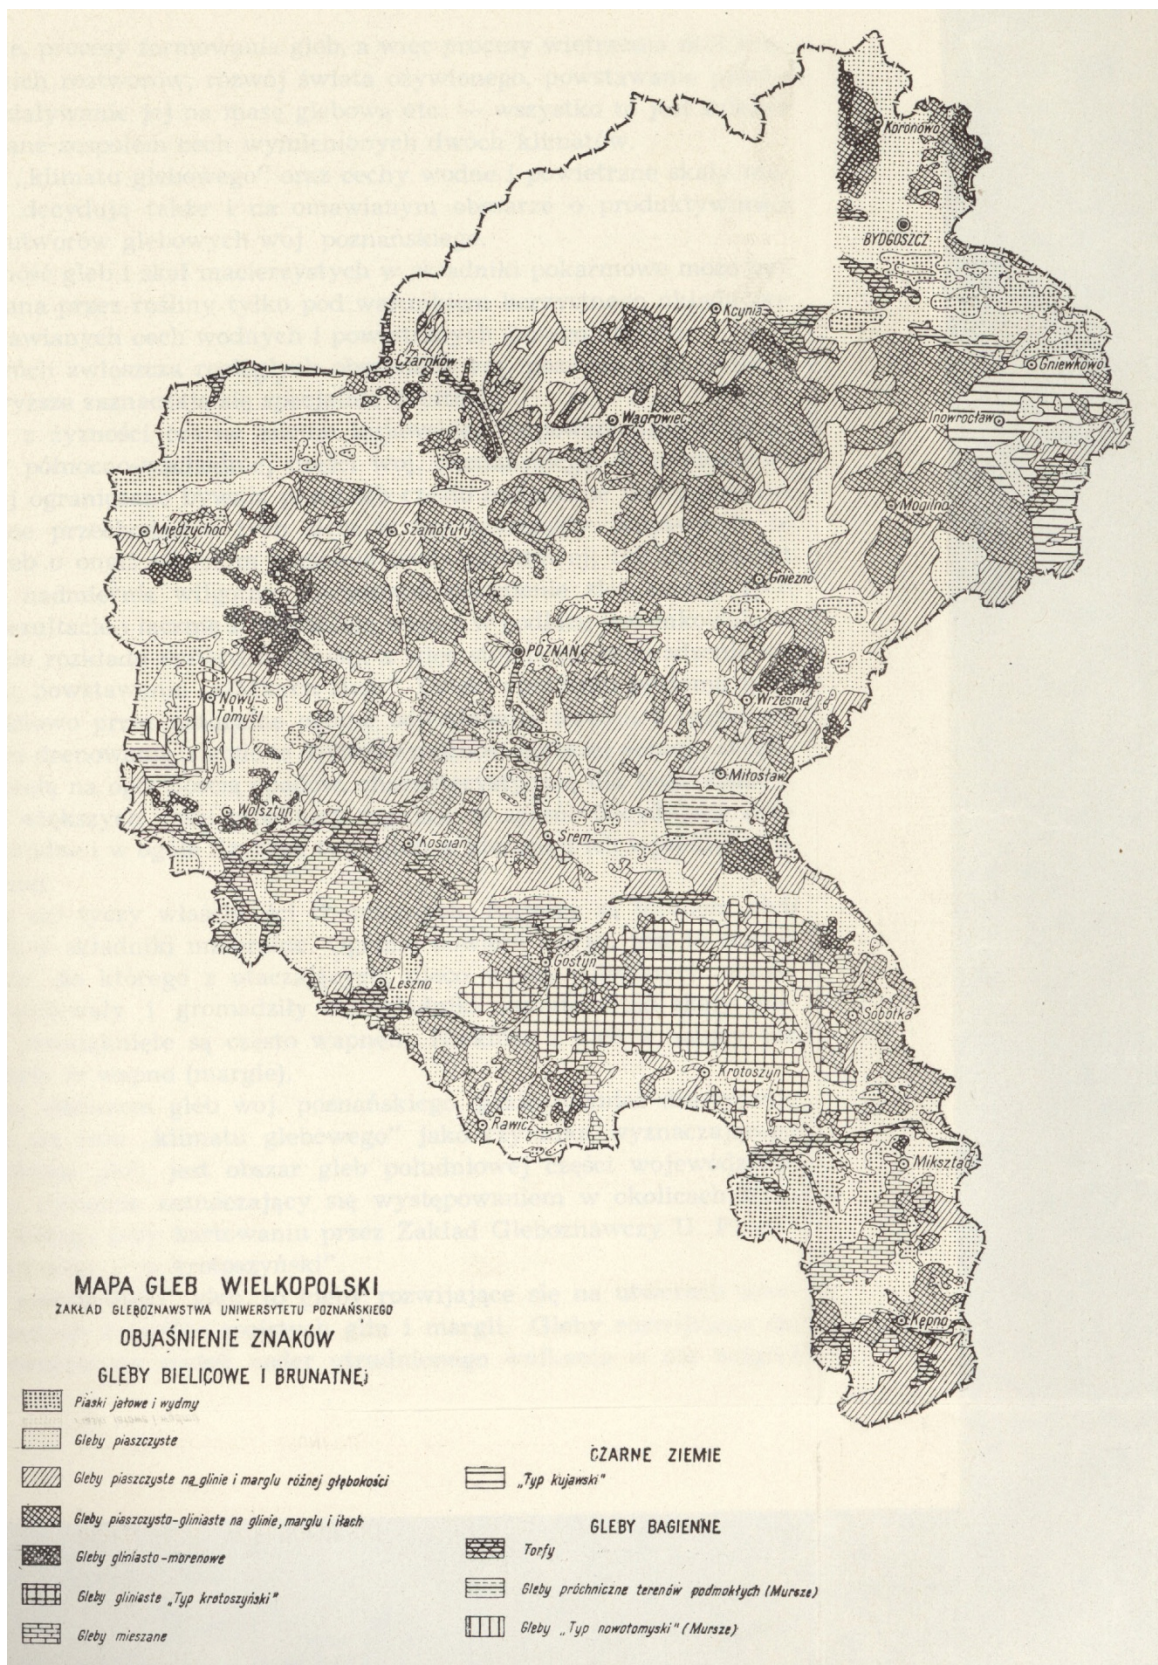 Koronowo
BYDGOSZCZ
Kcynia
Czarnków
Gniewkowo
Wągrowiec
Inowrocław
Mogilno
Międzychód
Szamotuły
Gniezno
POZNAŃ
Nowy
Tomyśl
Września
Miłosław
Wolsztyn
Kościan
Śrem
Gostyń
Leszno
Sobótka
Krotoszyn
Rawicz
Miksztat
Kępno
MAPA GLEB WIELKOPOLSKI
ZAKŁAD GLEBOZNAWSTWA UNIWERSYTETU POZNAŃSKIEGO
OBJAŚNIENIE ZNAKÓW
GLEBY BIELICOWE I BRUNATNE
Piaski jałowe i wydmy
Gleby piaszczyste
Gleby piaszczyste na glinie i marglu różnej głębokości
Gleby piaszczysto-gliniaste na glinie, marglu i iłach
Gleby gliniasto-morenowe
Gleby gliniaste „Typ krotoszyński"
Gleby mieszane
CZARNE ZIEMIE
„Typ kujawski"
GLEBY BAGIENNE
Torfy
Gleby próchniczne terenów podmokłych (Mursze)
Gleby „Typ nowotomyski" (Mursze)